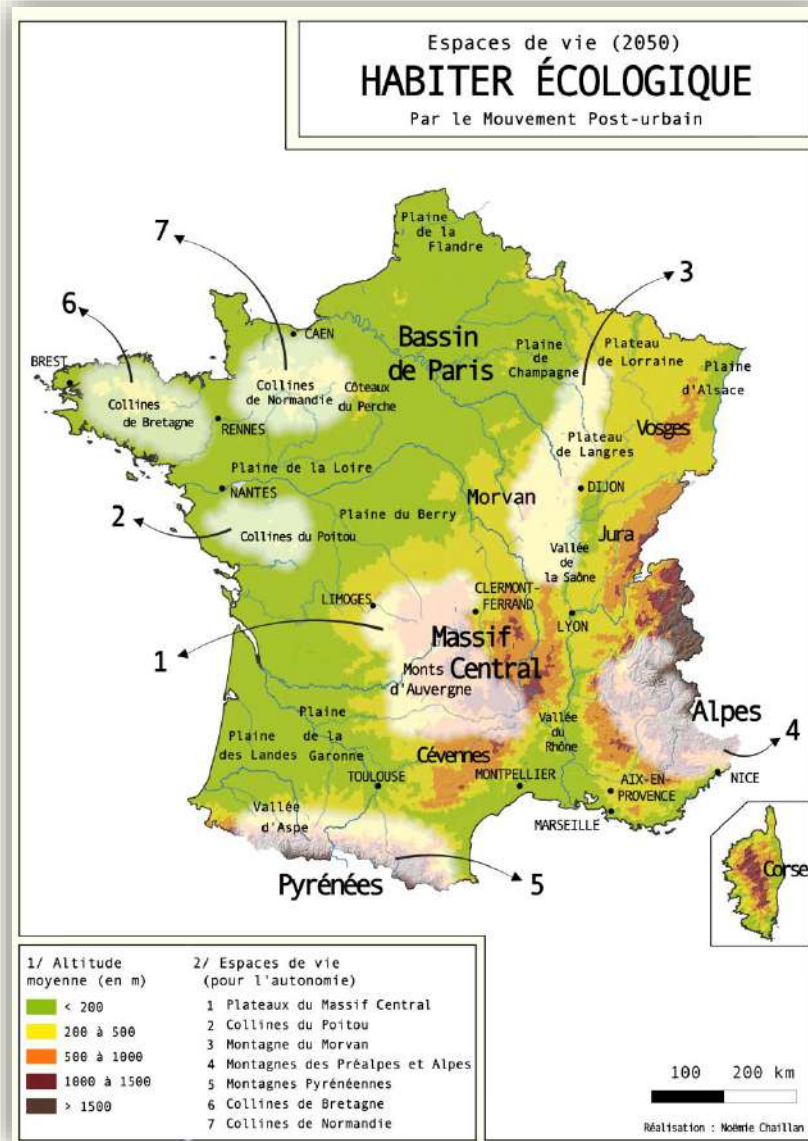 Espaces de vie (2050)
HABITER ÉCOLOGIQUE
Par le Mouvement Post-urbain
Plaine
de la
Flandre
7
3
6
CAEN
Bassin
de Paris
Plaine
de
Champagne
Plateau
de Lorraine
Plaine
d'Alsace
BREST
Collines
de Bretagne
Collines
de Normandie
Côteaux
du Perche
RENNES
Vosges
Plateau
de Langres
Plaine de la Loire
NANTES
Morvan
DIJON
2
Plaine du Berry
Collines du Poitou
Jura
Vallée
de
la Saône
LIMOGES
CLERMONT-
FERRAND
LYON
1
Massif
Central
Monts
d'Auvergne
Alpes
4
Plaine
des Landes
Plaine
de la
Garonne
Vallée
du
Rhône
Cévennes
TOULOUSE
MONTPELLIER
AIX-EN-
PROVENCE
NICE
MARSEILLE
Vallée
d'Aspe
Pyrénées
5
Corse
1/ Altitude
moyenne (en m)
< 200
200 à 500
500 à 1000
1000 à 1500
> 1500
2/ Espaces de vie
(pour l'autonomie)
1 Plateaux du Massif Central
2 Collines du Poitou
3 Montagne du Morvan
4 Montagnes des Préalpes et Alpes
5 Montagnes Pyrénéennes
6 Collines de Bretagne
7 Collines de Normandie
100 200 km
Réalisation : Noëmie Chaillan